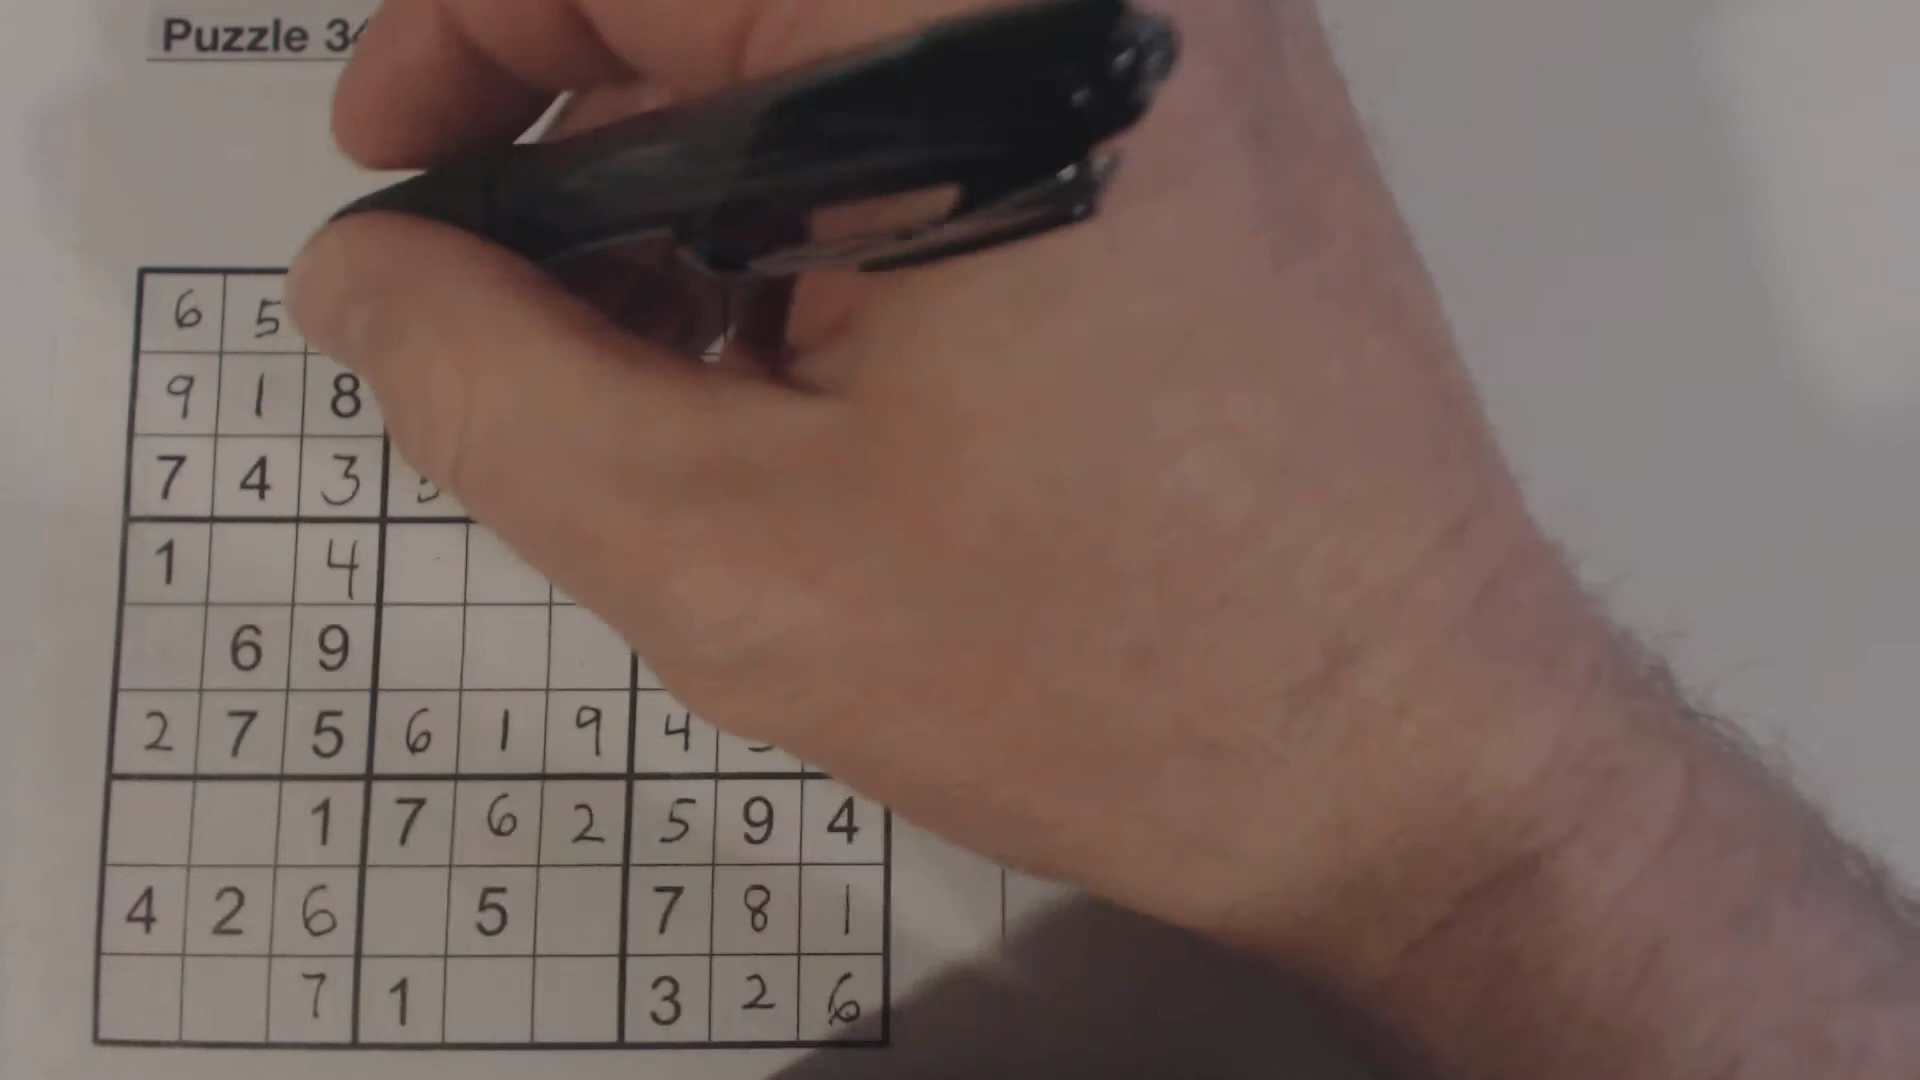 Puzzle 34
6 5
9 1 8
7 4 3 5
1 4
6 9
2 7 5 6 1 9 4
1 7 6 2 5 9 4
4 2 6 5 7 8 1
7 1 3 2 6